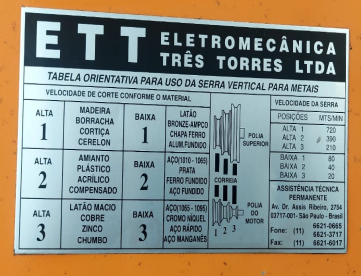 ETT ELETROMECÂNICA
TRÊS TORRES LTDA
TABELA ORIENTATIVA PARA USO DA SERRA VERTICAL PARA METAIS
VELOCIDADE DE CORTE CONFORME O MATERIAL
ALTA
1
MADEIRA
BORRACHA
CORTIÇA
CERELON
BAIXA
1
LATÃO
BRONZE-AMPCO
CHAPA FERRO
ALUM.FUNDIDO
ALTA
2
AMIANTO
PLÁSTICO
ACRÍLICO
COMPENSADO
BAIXA
2
AÇO(1010 - 1065)
PRATA
FERRO FUNDIDO
AÇO FUNDIDO
ALTA
3
LATÃO MACIO
COBRE
ZINCO
CHUMBO
BAIXA
3
AÇO(1065 - 1095)
CROMO NÍQUEL
AÇO RÁPIDO
AÇO MANGANÊS
POLIA
SUPERIOR
CORREIA
POLIA
DO
MOTOR
1 2 3
VELOCIDADE DA SERRA
POSIÇÕES MTS/MIN
ALTA 1 720
ALTA 2 390
ALTA 3 210
BAIXA 1 80
BAIXA 2 40
BAIXA 3 20
ASSISTÊNCIA TÉCNICA
PERMANENTE
Av. Dr. Assis Ribeiro, 2754
03717-001- São Paulo - Brasil
Fone: (11) 6621-0665
6621-3717
Fax: (11) 6621-6017